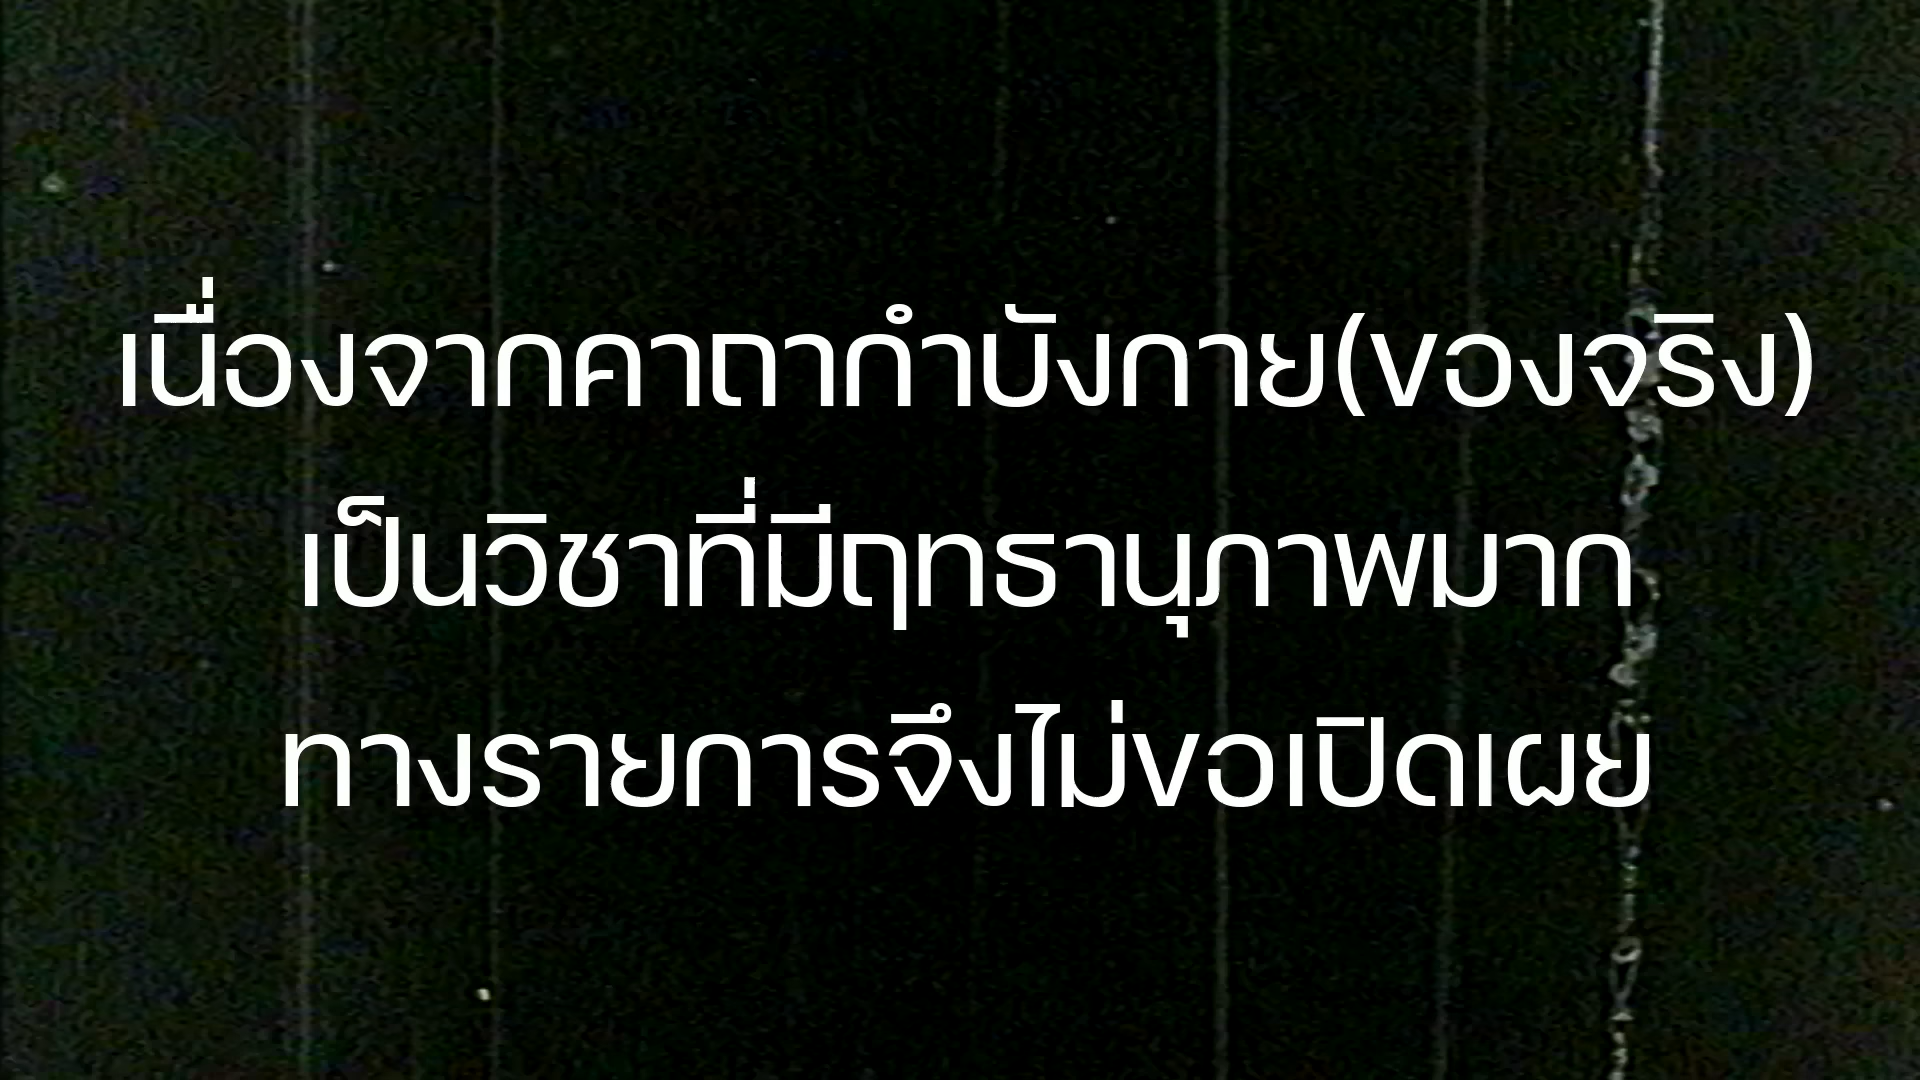 เนื่องจากคาถากำบังกาย(ของจริง)
เป็นวิชาที่มีฤทธานุภาพมาก
ทางรายการจึงไม่ขอเปิดเผย